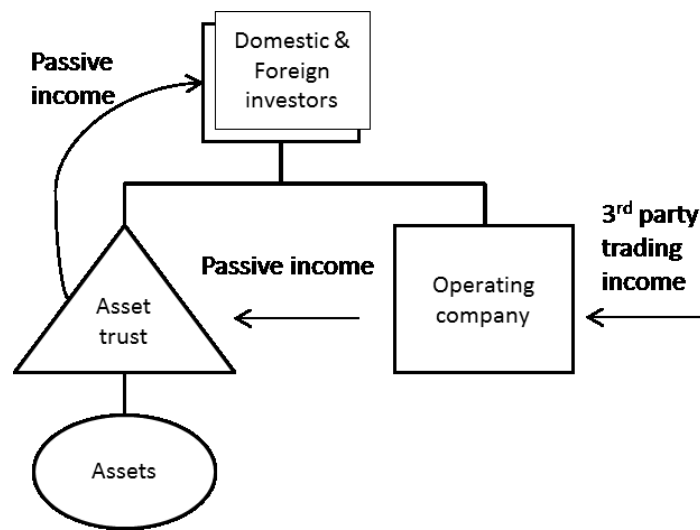 Domestic &
Foreign
investors
Passive
income
3rd party
trading
income
Passive income
Operating
company
Asset
trust
Assets